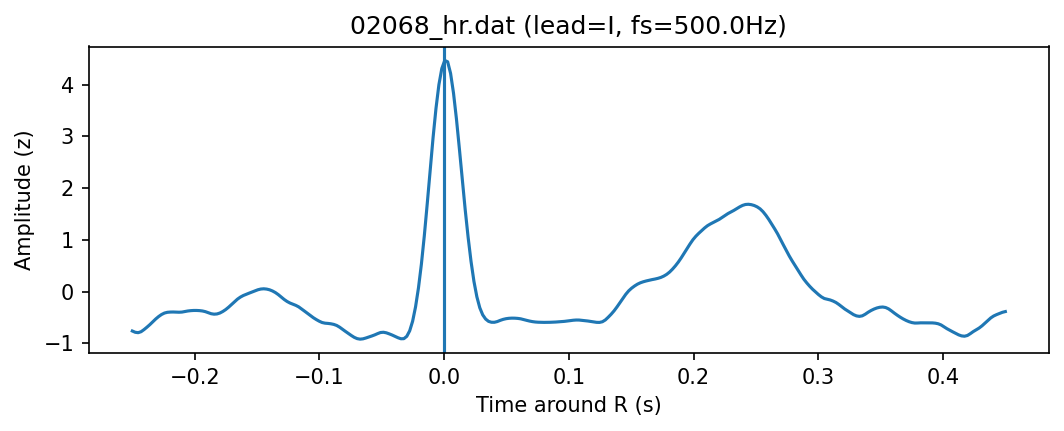 02068_hr.dat (lead=I, fs=500.0Hz)
Amplitude (z)
4
3
2
1
0
−1
−0.2 −0.1 0.0 0.1 0.2 0.3 0.4
Time around R (s)